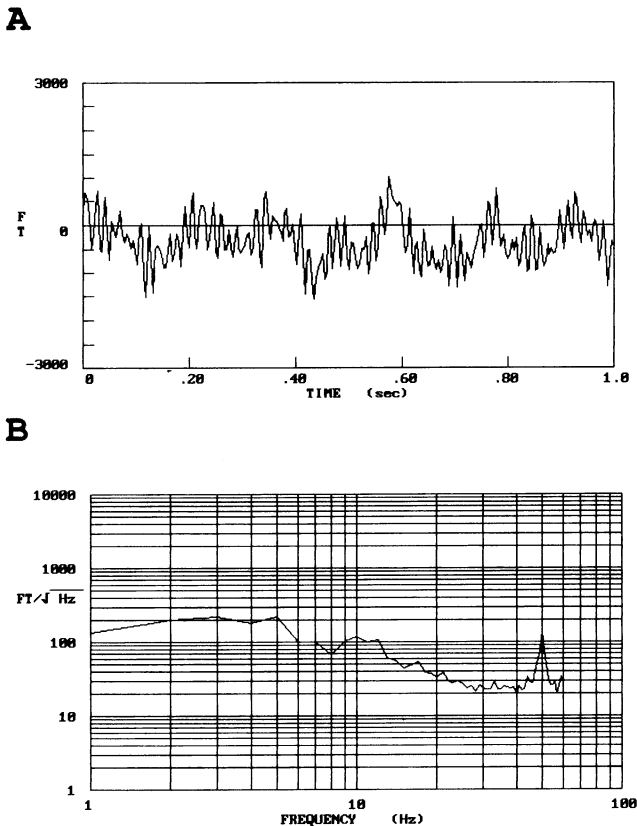 A
3000
F
T
0
-3000
0 .20 .40 .60 .80 1.0
TIME (sec)
B
10000
1000
FT/√ Hz
100
10
1
1 10 100
FREQUENCY (Hz)